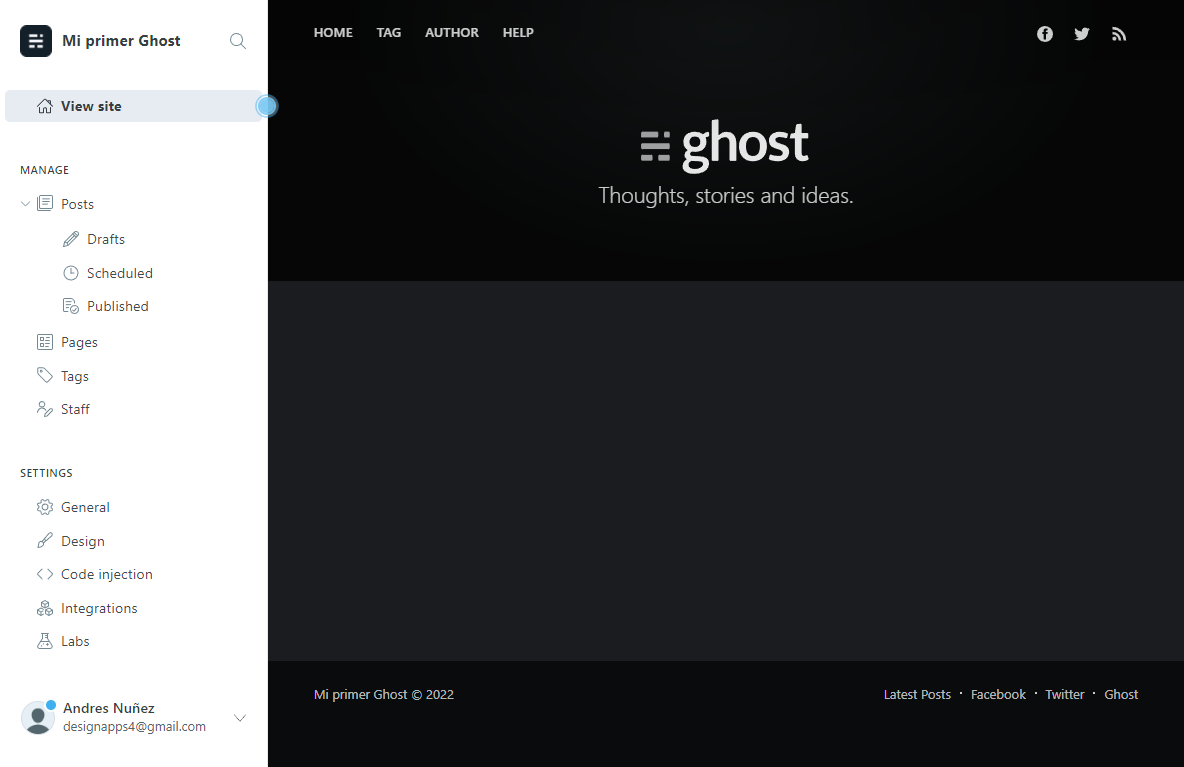 Mi primer Ghost
View site
MANAGE
Posts
Drafts
Scheduled
Published
Pages
Tags
Staff
SETTINGS
General
Design
Code injection
Integrations
Labs
Andres Nuñez
designapps4@gmail.com
HOME TAG AUTHOR HELP
ghost
Thoughts, stories and ideas.
Mi primer Ghost © 2022
Latest Posts · Facebook · Twitter · Ghost